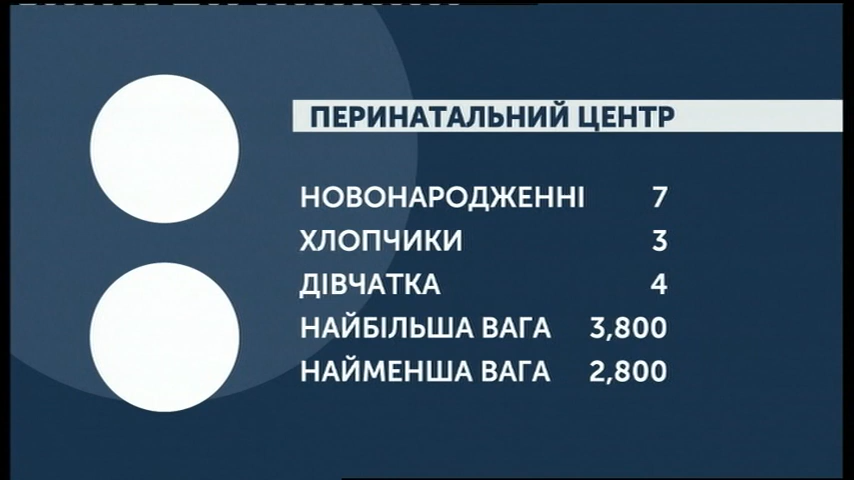 ПЕРИНАТАЛЬНИЙ ЦЕНТР
НОВОНАРОДЖЕННІ 7
ХЛОПЧИКИ 3
ДІВЧАТКА 4
НАЙБІЛЬША ВАГА 3,800
НАЙМЕНША ВАГА 2,800